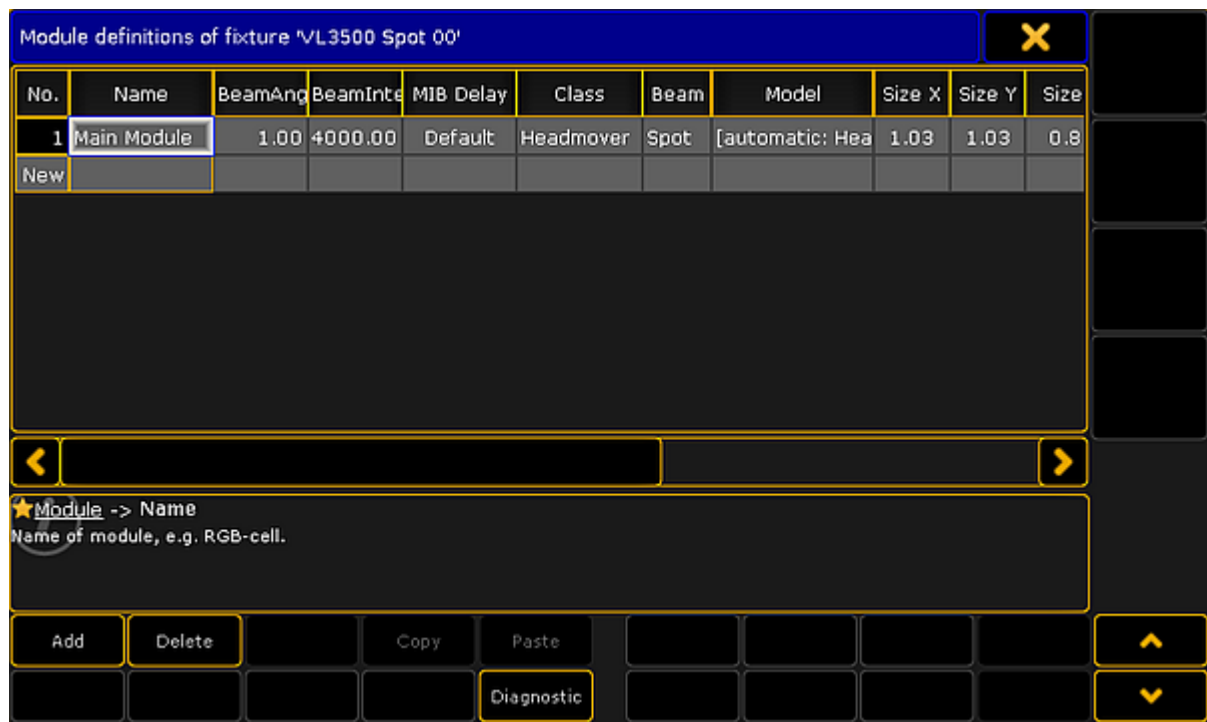 Module definitions of fixture 'VL3500 Spot 00'
No. Name BeamAng BeamInte MIB Delay Class Beam Model Size X Size Y Size
1 Main Module 1.00 4000.00 Default Headmover Spot [automatic: Hea 1.03 1.03 0.8
New
Module -> Name
Name of module, e.g. RGB-cell.
Add Delete Copy Paste
Diagnostic